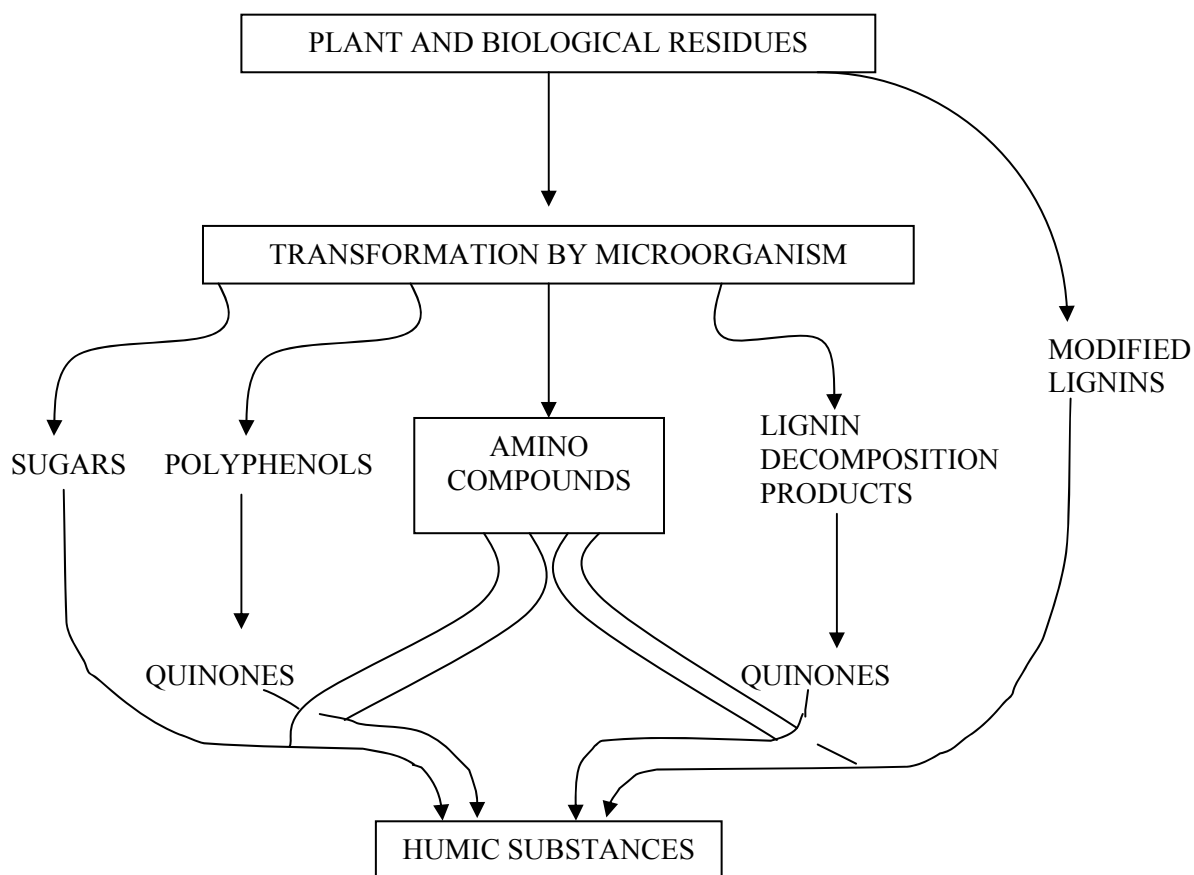 PLANT AND BIOLOGICAL RESIDUES
TRANSFORMATION BY MICROORGANISM
MODIFIED
LIGNINS
SUGARS
POLYPHENOLS
AMINO
COMPOUNDS
LIGNIN
DECOMPOSITION
PRODUCTS
QUINONES
QUINONES
HUMIC SUBSTANCES